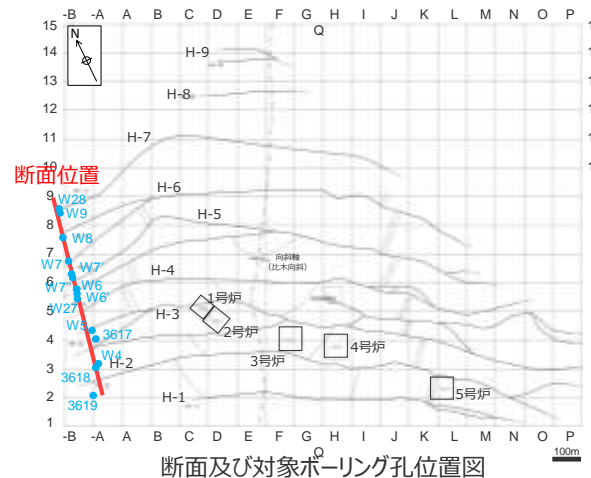 -B -A A B C D E F G H I J K L M N O P
Q
15
14
13
12
11
10
9
8
7
6
5
4
3
2
1
N
H-9
H-8
H-7
H-6
H-5
H-4
H-3
H-2
H-1
断面位置
W28
W9
W8
W7
W7'
W7''
W6
W6'
W27
W5
3617
W4
3618
3619
向斜軸
(比木向斜)
1号炉
2号炉
3号炉
4号炉
5号炉
-B -A A B C D E F G H I J K L M N O P
Q
100m
断面及び対象ボーリング孔位置図